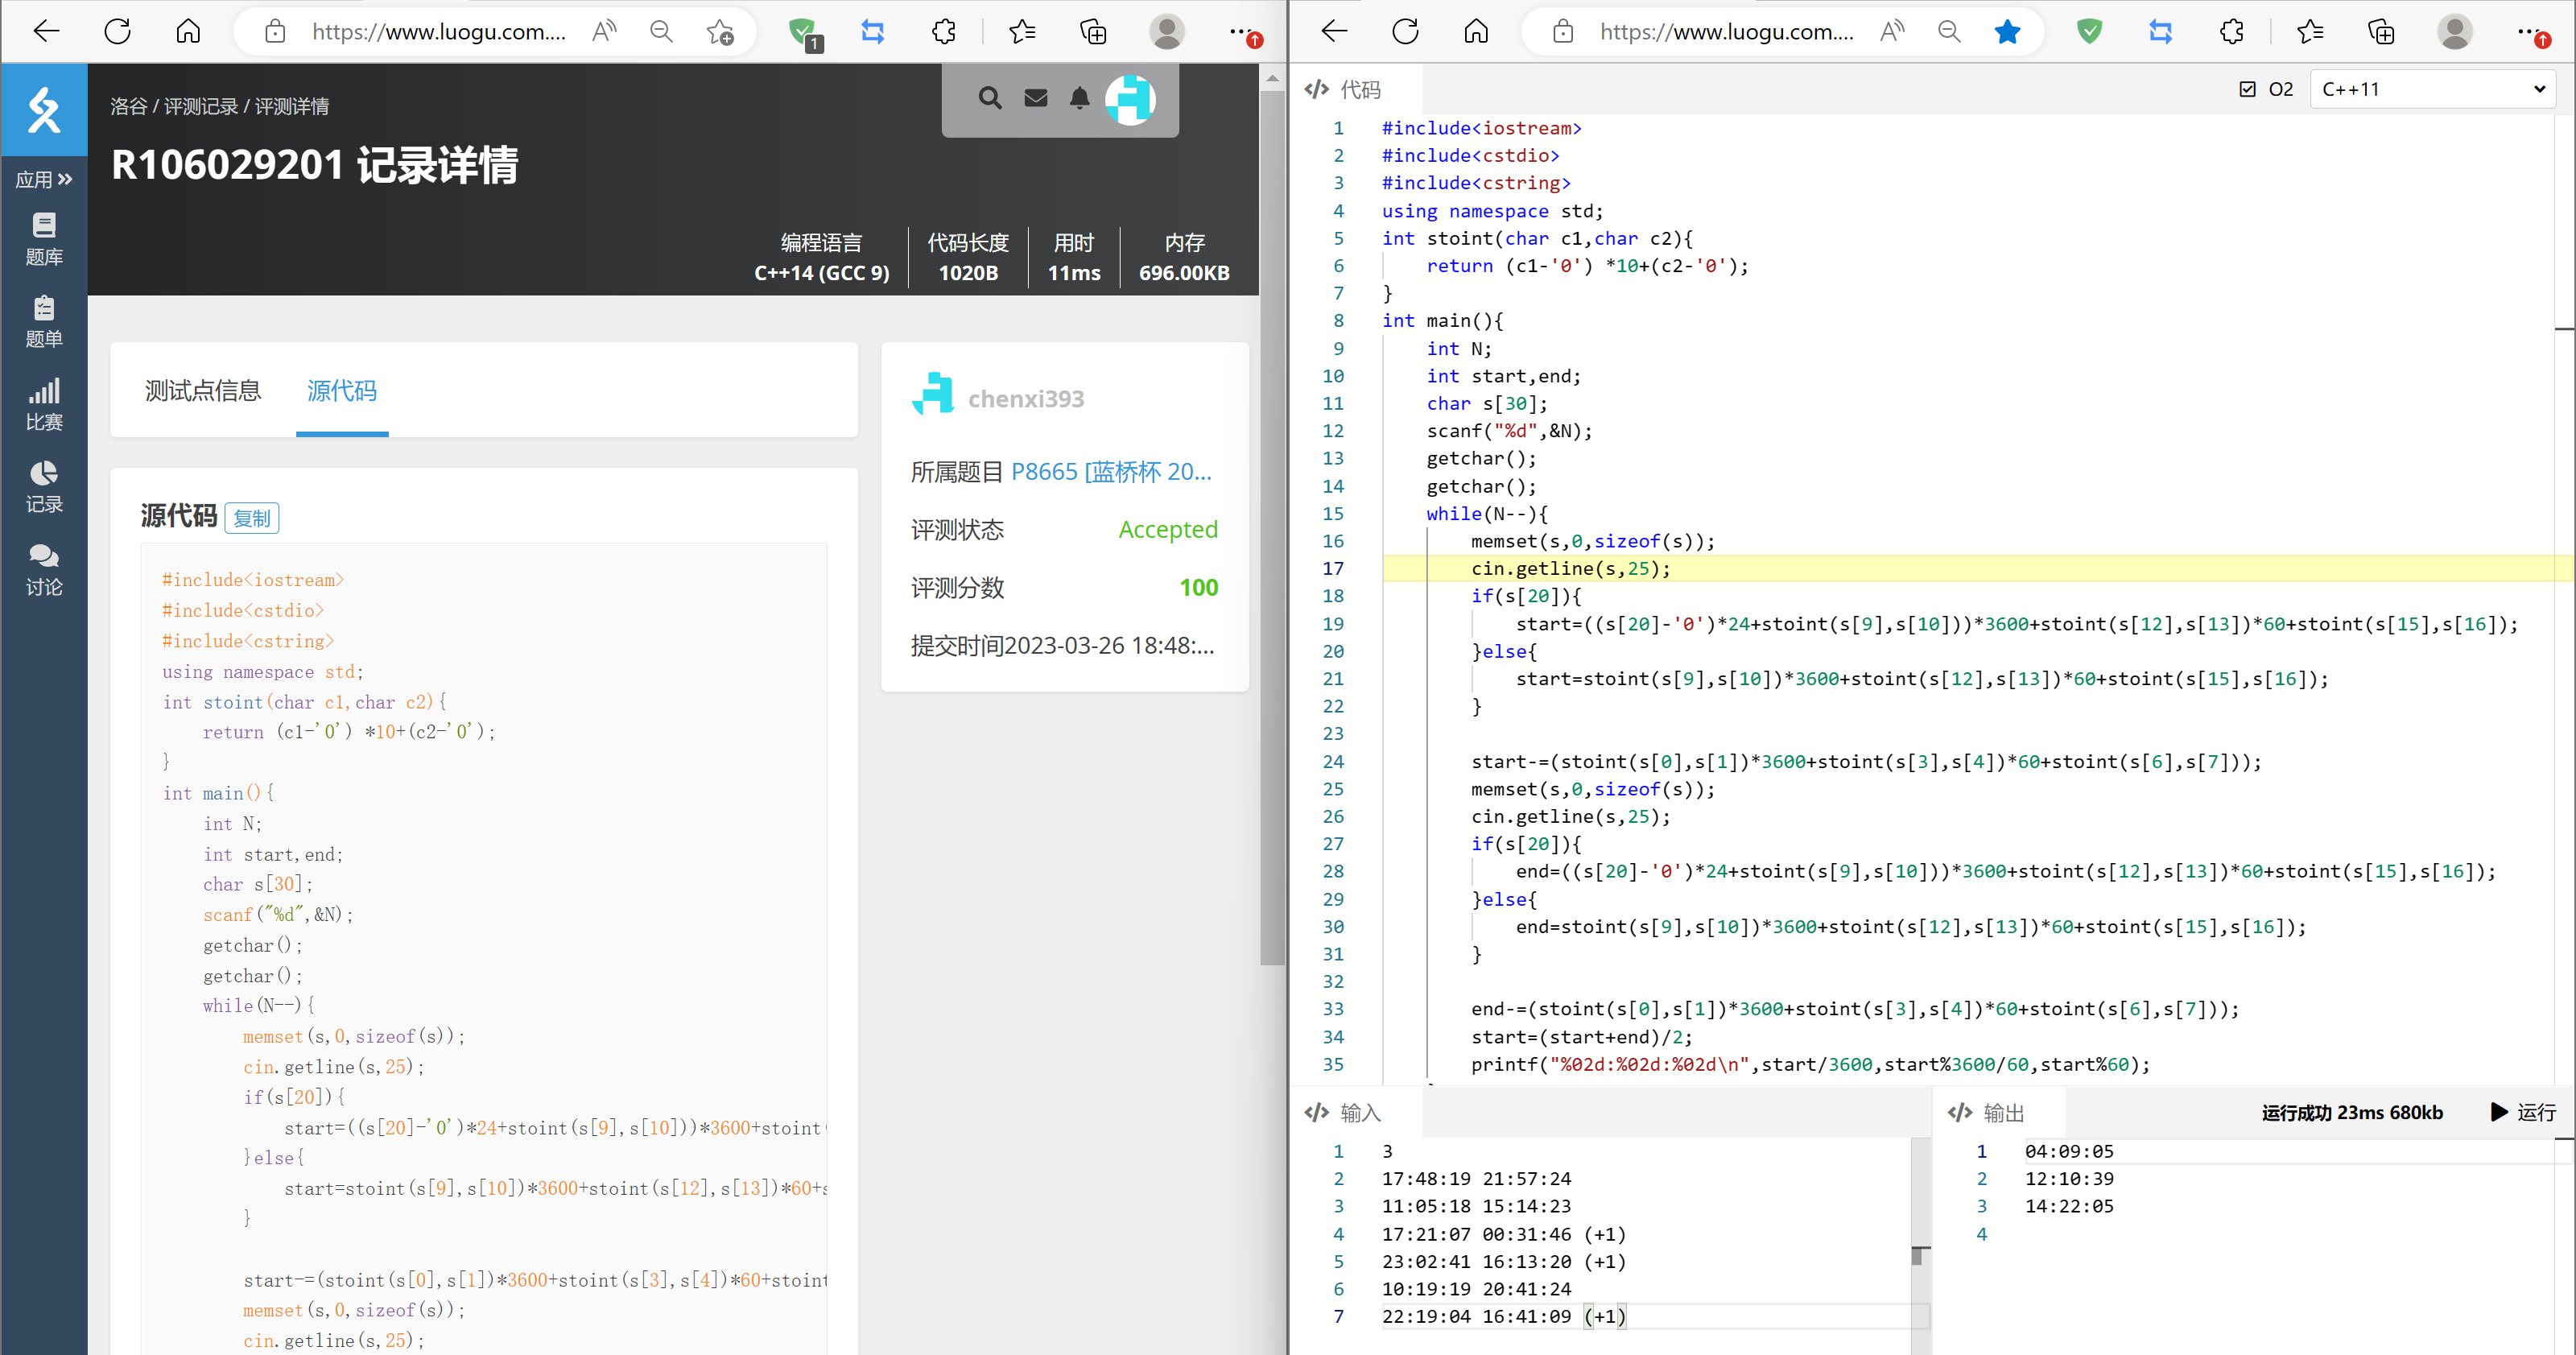 https://www.luogu.com....
1
洛谷 / 评测记录 / 评测详情
R106029201 记录详情
编程语言
C++14 (GCC 9)
代码长度
1020B
用时
11ms
内存
696.00KB
应用
题库
题单
比赛
记录
讨论
测试点信息
源代码
源代码
复制
#include<iostream>
#include<cstdio>
#include<cstring>
using namespace std;
int stoint(char c1,char c2){
    return (c1-'0') *10+(c2-'0');
}
int main(){
    int N;
    int start,end;
    char s[30];
    scanf("%d",&N);
    getchar();
    getchar();
    while(N--){
        memset(s,0,sizeof(s));
        cin.getline(s,25);
        if(s[20]){
            start=((s[20]-'0')*24+stoint(s[9],s[10]))*3600+stoint
        }else{
            start=stoint(s[9],s[10])*3600+stoint(s[12],s[13])*60+
        }

        start-=(stoint(s[0],s[1])*3600+stoint(s[3],s[4])*60+stoint
        memset(s,0,sizeof(s));
        cin.getline(s,25);
chenxi393
所属题目 P8665 [蓝桥杯 20...
评测状态 Accepted
评测分数 100
提交时间2023-03-26 18:48:...
https://www.luogu.com....
代码
O2
C++11
1 #include<iostream>
2 #include<cstdio>
3 #include<cstring>
4 using namespace std;
5 int stoint(char c1,char c2){
6     return (c1-'0') *10+(c2-'0');
7 }
8 int main(){
9     int N;
10     int start,end;
11     char s[30];
12     scanf("%d",&N);
13     getchar();
14     getchar();
15     while(N--){
16         memset(s,0,sizeof(s));
17         cin.getline(s,25);
18         if(s[20]){
19             start=((s[20]-'0')*24+stoint(s[9],s[10]))*3600+stoint(s[12],s[13])*60+stoint(s[15],s[16]);
20         }else{
21             start=stoint(s[9],s[10])*3600+stoint(s[12],s[13])*60+stoint(s[15],s[16]);
22         }
23
24         start-=(stoint(s[0],s[1])*3600+stoint(s[3],s[4])*60+stoint(s[6],s[7]));
25         memset(s,0,sizeof(s));
26         cin.getline(s,25);
27         if(s[20]){
28             end=((s[20]-'0')*24+stoint(s[9],s[10]))*3600+stoint(s[12],s[13])*60+stoint(s[15],s[16]);
29         }else{
30             end=stoint(s[9],s[10])*3600+stoint(s[12],s[13])*60+stoint(s[15],s[16]);
31         }
32
33         end-=(stoint(s[0],s[1])*3600+stoint(s[3],s[4])*60+stoint(s[6],s[7]));
34         start=(start+end)/2;
35         printf("%02d:%02d:%02d\n",start/3600,start%3600/60,start%60);
输入
1 3
2 17:48:19 21:57:24
3 11:05:18 15:14:23
4 17:21:07 00:31:46 (+1)
5 23:02:41 16:13:20 (+1)
6 10:19:19 20:41:24
7 22:19:04 16:41:09 (+1)
输出
运行成功 23ms 680kb
运行
1 04:09:05
2 12:10:39
3 14:22:05
4